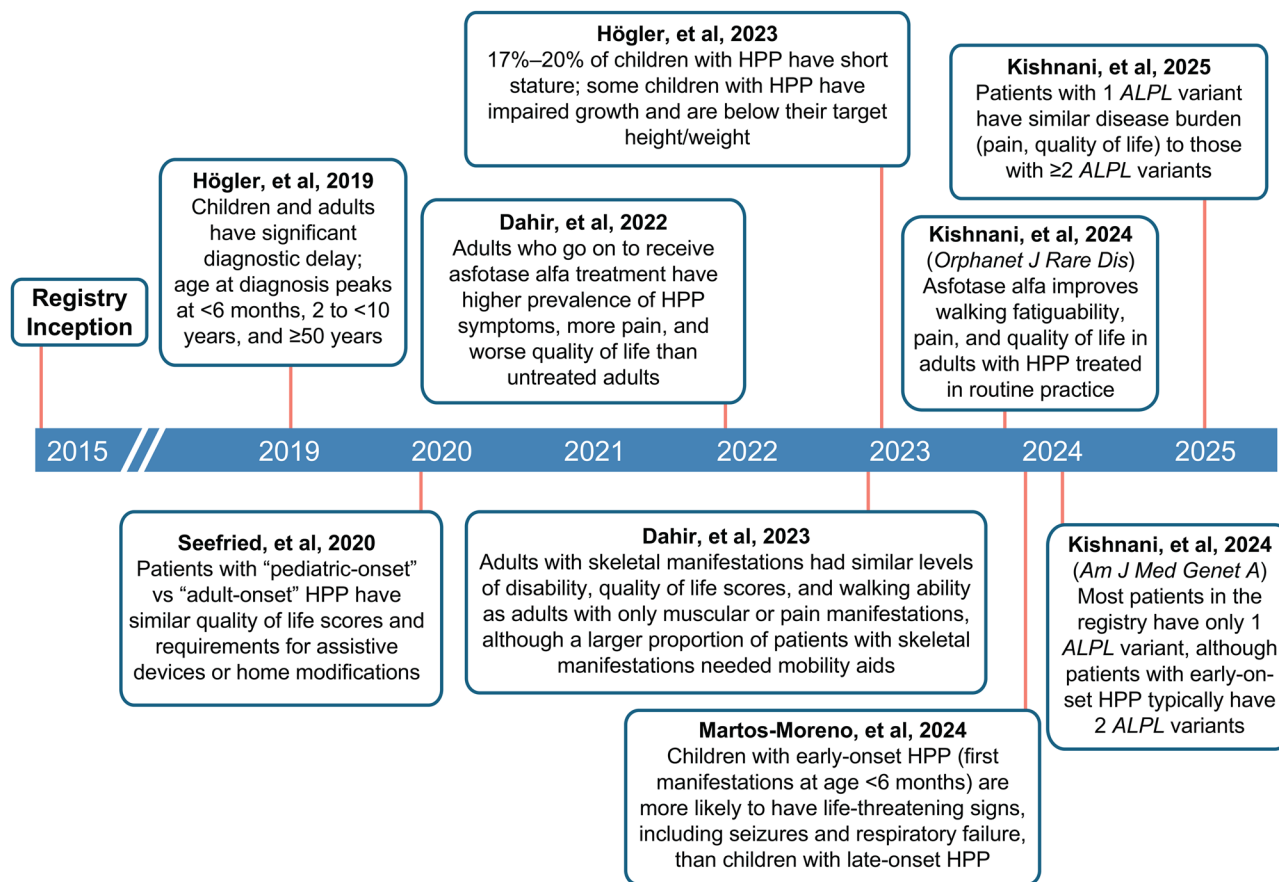 Registry
Inception
Högler, et al, 2019
Children and adults
have significant
diagnostic delay;
age at diagnosis peaks
at <6 months, 2 to <10
years, and ≥50 years
Dahir, et al, 2022
Adults who go on to receive
asfotase alfa treatment have
higher prevalence of HPP
symptoms, more pain, and
worse quality of life than
untreated adults
Högler, et al, 2023
17%–20% of children with HPP have short
stature; some children with HPP have
impaired growth and are below their target
height/weight
Kishnani, et al, 2024
(Orphanet J Rare Dis)
Asfotase alfa improves
walking fatiguability,
pain, and quality of life in
adults with HPP treated
in routine practice
Kishnani, et al, 2025
Patients with 1 ALPL variant
have similar disease burden
(pain, quality of life) to those
with ≥2 ALPL variants
2015 // 2019 2020 2021 2022 2023 2024 2025
Seefried, et al, 2020
Patients with “pediatric-onset”
vs “adult-onset” HPP have
similar quality of life scores and
requirements for assistive
devices or home modifications
Dahir, et al, 2023
Adults with skeletal manifestations had similar levels
of disability, quality of life scores, and walking ability
as adults with only muscular or pain manifestations,
although a larger proportion of patients with skeletal
manifestations needed mobility aids
Martos-Moreno, et al, 2024
Children with early-onset HPP (first
manifestations at age <6 months) are
more likely to have life-threatening signs,
including seizures and respiratory failure,
than children with late-onset HPP
Kishnani, et al, 2024
(Am J Med Genet A)
Most patients in the
registry have only 1
ALPL variant, although
patients with early-on-
set HPP typically have
2 ALPL variants